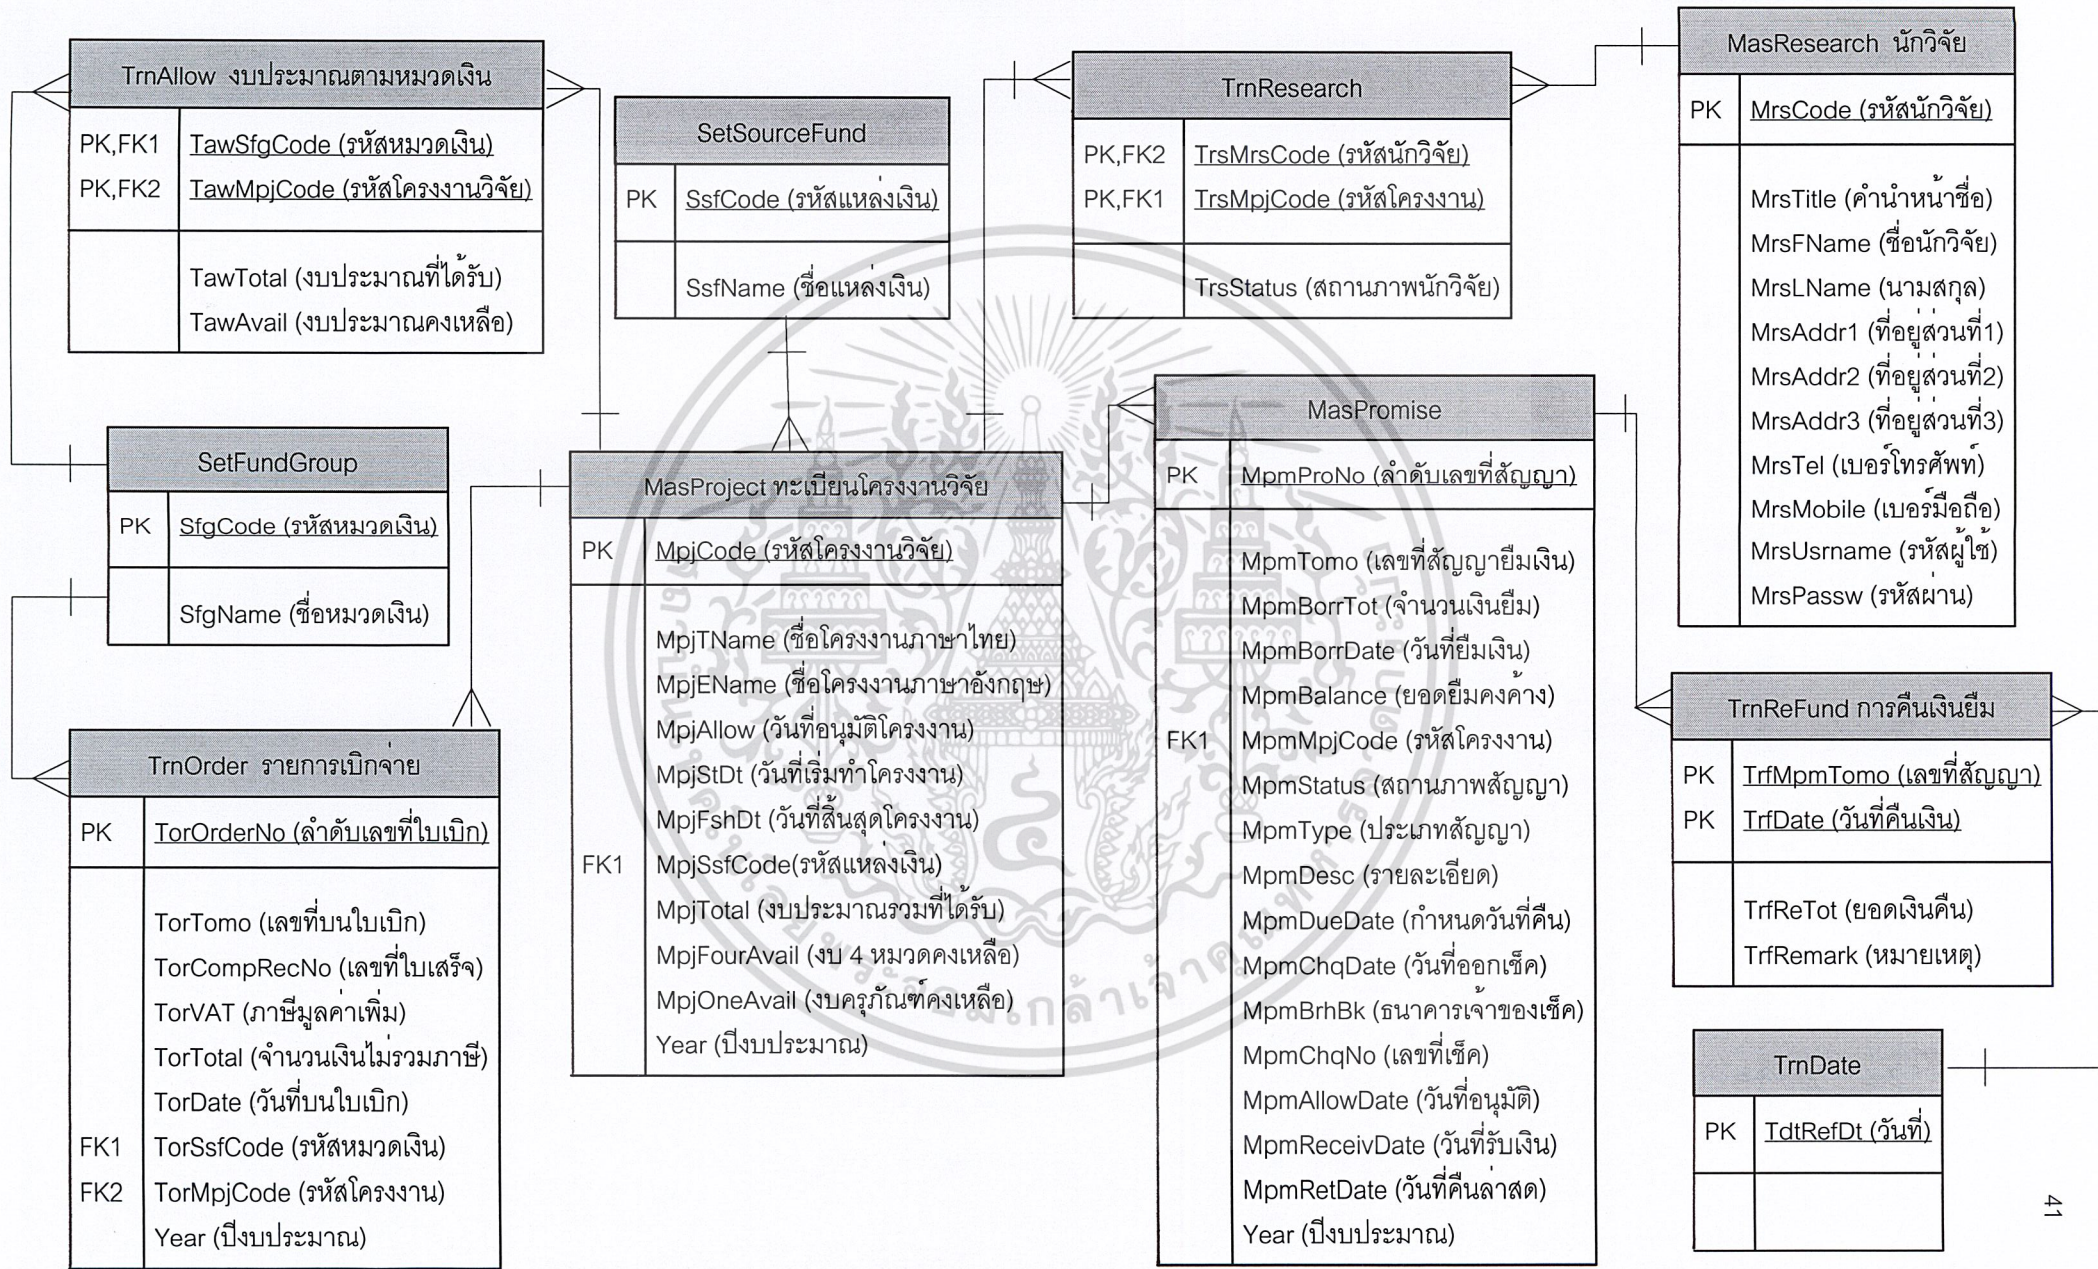 TrnAllow งบประมาณตามหมวดเงิน
PK,FK1 TawSfgCode (รหัสหมวดเงิน)
PK,FK2 TawMpjCode (รหัสโครงงานวิจัย)
TawTotal (งบประมาณที่ได้รับ)
TawAvail (งบประมาณคงเหลือ)
SetSourceFund
PK SsfCode (รหัสแหล่งเงิน)
SsfName (ชื่อแหล่งเงิน)
TrnResearch
PK,FK2 TrsMrsCode (รหัสนักวิจัย)
PK,FK1 TrsMpjCode (รหัสโครงงาน)
TrsStatus (สถานภาพนักวิจัย)
MasResearch นักวิจัย
PK MrsCode (รหัสนักวิจัย)
MrsTitle (คำนำหน้าชื่อ)
MrsFName (ชื่อนักวิจัย)
MrsLName (นามสกุล)
MrsAddr1 (ที่อยู่ส่วนที่1)
MrsAddr2 (ที่อยู่ส่วนที่2)
MrsAddr3 (ที่อยู่ส่วนที่3)
MrsTel (เบอร์โทรศัพท์)
MrsMobile (เบอร์มือถือ)
MrsUsrname (รหัสผู้ใช้)
MrsPassw (รหัสผ่าน)
SetFundGroup
PK SfgCode (รหัสหมวดเงิน)
SfgName (ชื่อหมวดเงิน)
MasProject ทะเบียนโครงงานวิจัย
PK MpjCode (รหัสโครงงานวิจัย)
MpjTName (ชื่อโครงงานภาษาไทย)
MpjEName (ชื่อโครงงานภาษาอังกฤษ)
MpjAllow (วันที่อนุมัติโครงงาน)
MpjStDt (วันที่เริ่มทำโครงงาน)
MpjFshDt (วันที่สิ้นสุดโครงงาน)
FK1 MpjSsfCode(รหัสแหล่งเงิน)
MpjTotal (งบประมาณรวมที่ได้รับ)
MpjFourAvail (งบ 4 หมวดคงเหลือ)
MpjOneAvail (งบครุภัณฑ์คงเหลือ)
Year (ปีงบประมาณ)
MasPromise
PK MpmProNo (ลำดับเลขที่สัญญา)
MpmTomo (เลขที่สัญญายืมเงิน)
MpmBorrTot (จำนวนเงินยืม)
MpmBorrDate (วันที่ยืมเงิน)
MpmBalance (ยอดยืมคงค้าง)
FK1 MpmMpjCode (รหัสโครงงาน)
MpmStatus (สถานภาพสัญญา)
MpmType (ประเภทสัญญา)
MpmDesc (รายละเอียด)
MpmDueDate (กำหนดวันที่คืน)
MpmChqDate (วันที่ออกเช็ค)
MpmBrhBk (ธนาคารเจ้าของเช็ค)
MpmChqNo (เลขที่เช็ค)
MpmAllowDate (วันที่อนุมัติ)
MpmReceivDate (วันที่รับเงิน)
MpmRetDate (วันที่คืนล่าสด)
Year (ปีงบประมาณ)
TrnReFund การคืนเงินยืม
PK TrfMpmTomo (เลขที่สัญญา)
PK TrfDate (วันที่คืนเงิน)
TrfReTot (ยอดเงินคืน)
TrfRemark (หมายเหตุ)
TrnOrder รายการเบิกจ่าย
PK TorOrderNo (ลำดับเลขที่ใบเบิก)
TorTomo (เลขที่บนใบเบิก)
TorCompRecNo (เลขที่ใบเสร็จ)
TorVAT (ภาษีมูลค่าเพิ่ม)
TorTotal (จำนวนเงินไม่รวมภาษี)
TorDate (วันที่บนใบเบิก)
FK1 TorSsfCode (รหัสหมวดเงิน)
FK2 TorMpjCode (รหัสโครงงาน)
Year (ปีงบประมาณ)
TrnDate
PK TdtRefDt (วันที่)
41